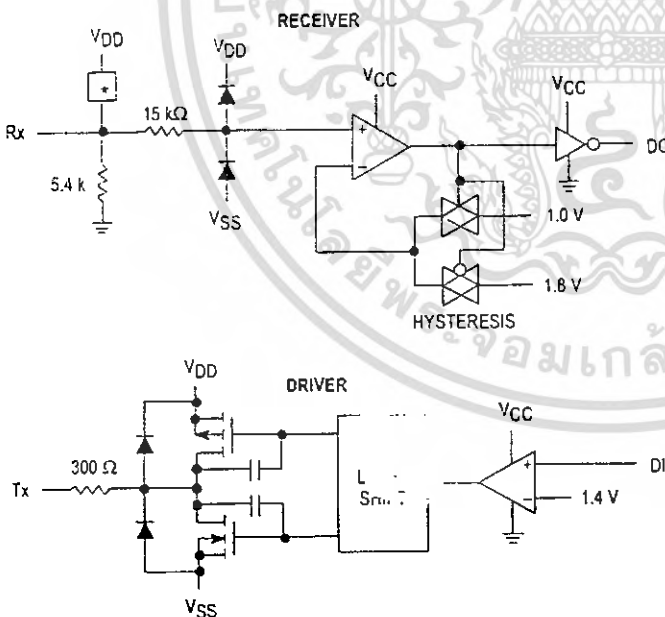 RECEIVER
VDD
VDD
*
15 kΩ
VCC
VCC
Rx
+
−
5.4 k
VSS
1.0 V
1.8 V
HYSTERESIS
DRIVER
VDD
VCC
300 Ω
Tx
+
DI
−
1.4 V
VSS